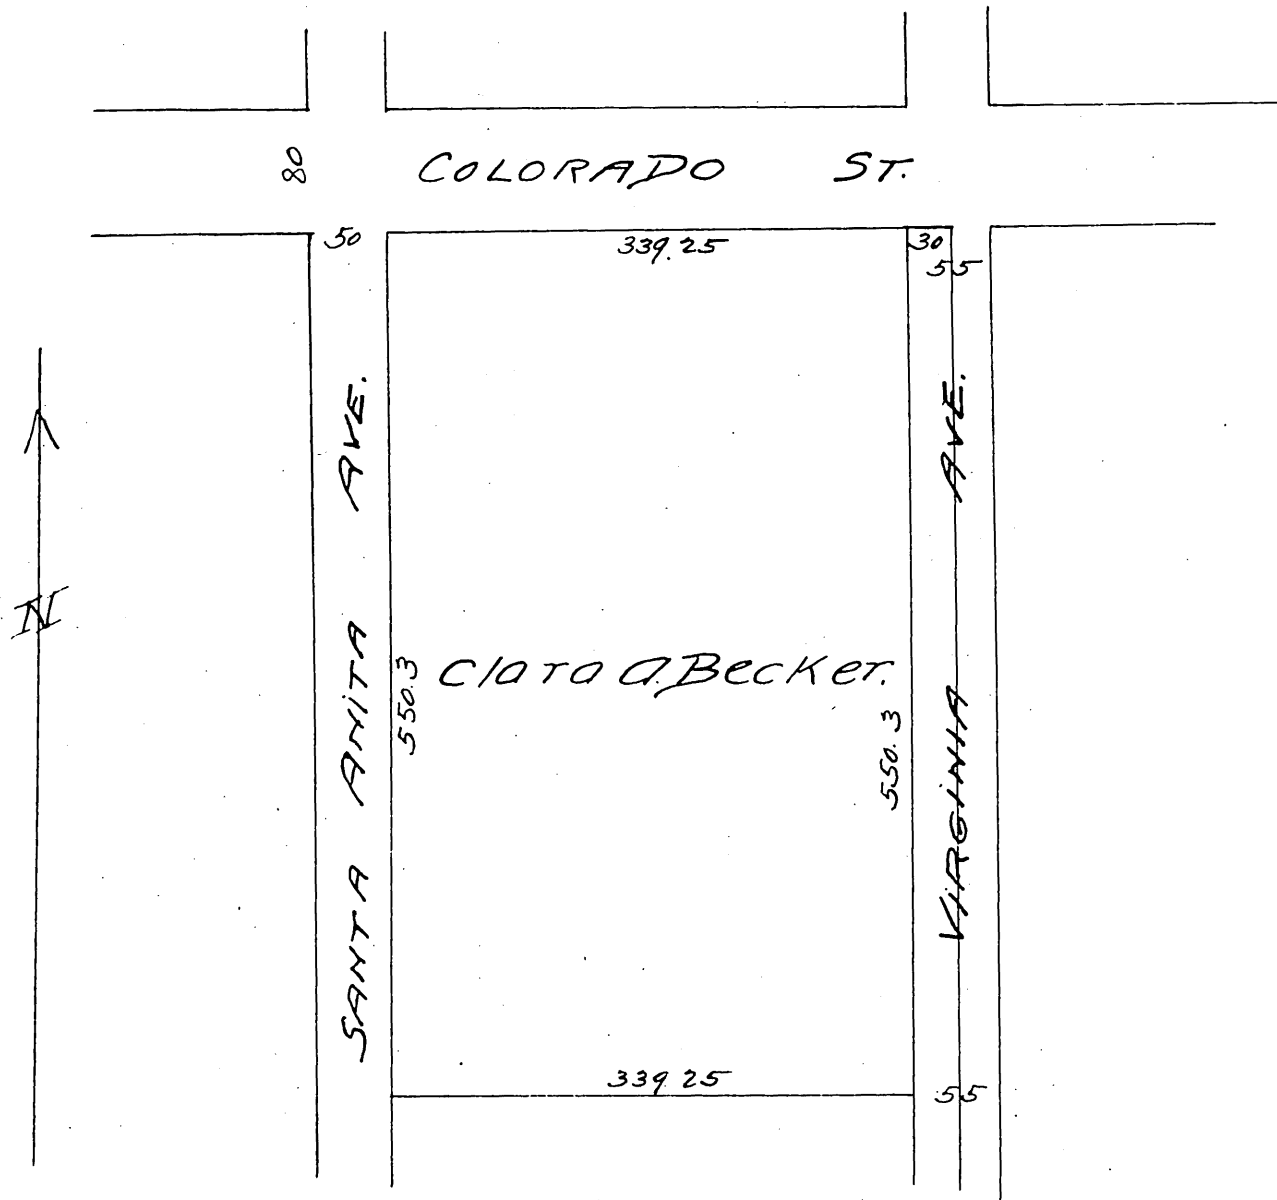 80
COLORADO ST.
50
339.25
30
55
SANTA ANITA AVE.
VIRGINIA AVE.
N
550.3
Clara A. Becker.
550.3
339.25
55